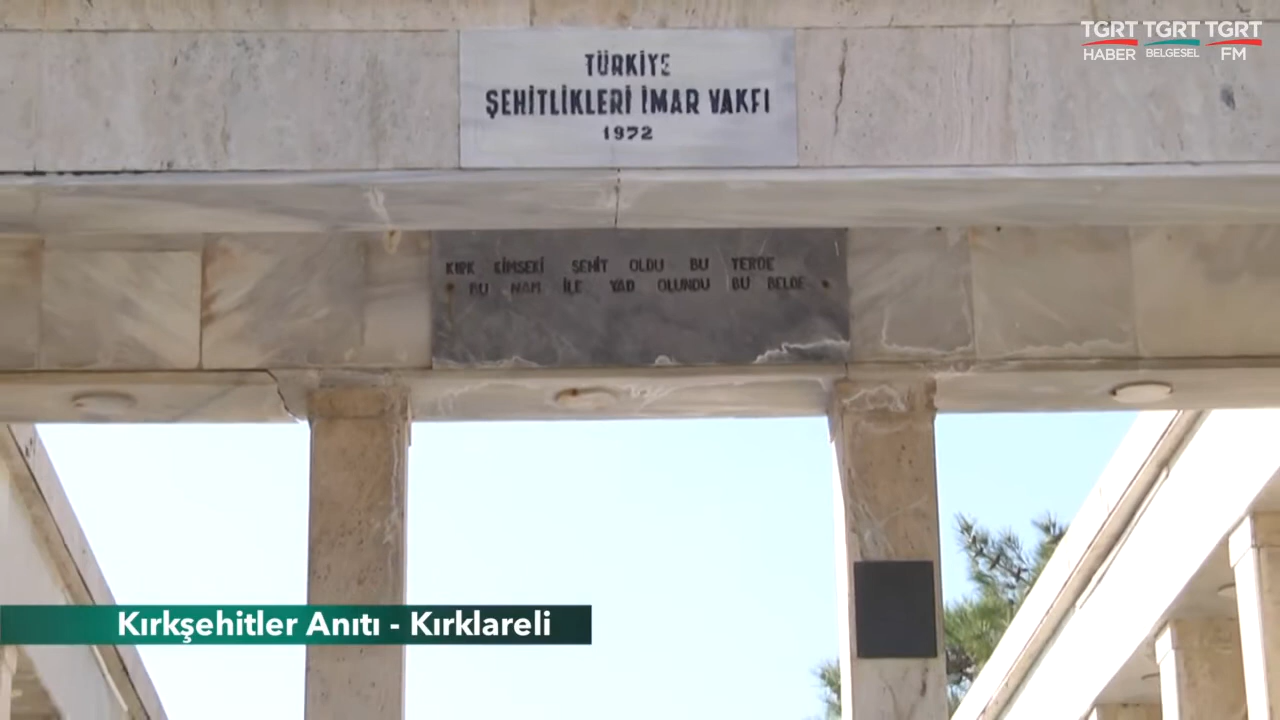 TGRT TGRT TGRT
HABER BELGESEL FM
TÜRKİYE
ŞEHİTLİKLERİ İMAR VAKFI
1972
KIRK KİMSEKİ ŞEHİT OLDU BU YERDE
BU NAM İLE YAD OLUNDU BU BELDE
Kırkşehitler Anıtı - Kırklareli